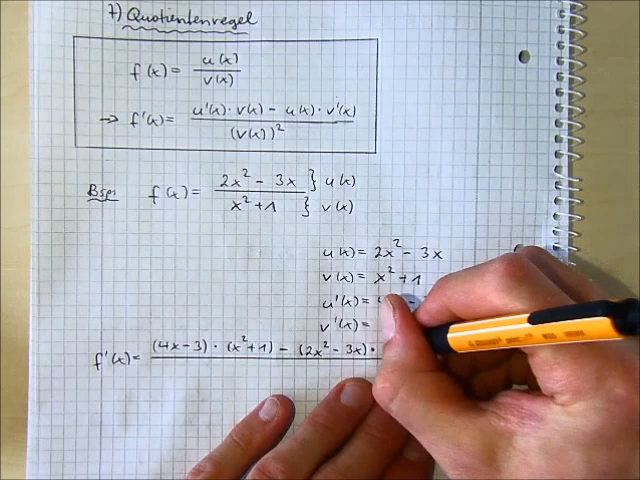 7) Quotientenregel
f(x) = u(x)/v(x)
→ f'(x) = u'(x)·v(x) - u(x)·v'(x)/(v(x))²
Bsp: f(x) = 2x² - 3x/x² + 1 } u(x) } v(x)
u(x) = 2x² - 3x
v(x) = x² + 1
u'(x) =
v'(x) =
f'(x) = (4x-3)·(x²+1) - (2x²-3x)·